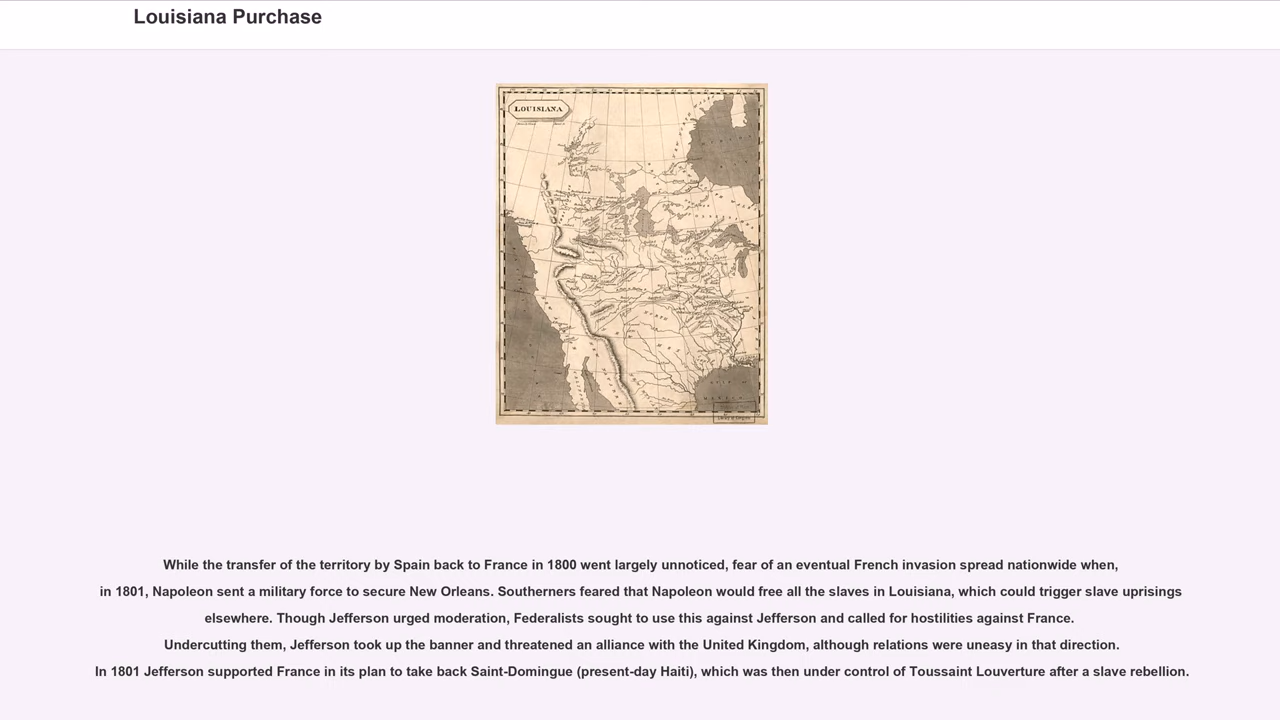 Louisiana Purchase
LOUISIANA
While the transfer of the territory by Spain back to France in 1800 went largely unnoticed, fear of an eventual French invasion spread nationwide when,
in 1801, Napoleon sent a military force to secure New Orleans. Southerners feared that Napoleon would free all the slaves in Louisiana, which could trigger slave uprisings
elsewhere. Though Jefferson urged moderation, Federalists sought to use this against Jefferson and called for hostilities against France.
Undercutting them, Jefferson took up the banner and threatened an alliance with the United Kingdom, although relations were uneasy in that direction.
In 1801 Jefferson supported France in its plan to take back Saint-Domingue (present-day Haiti), which was then under control of Toussaint Louverture after a slave rebellion.